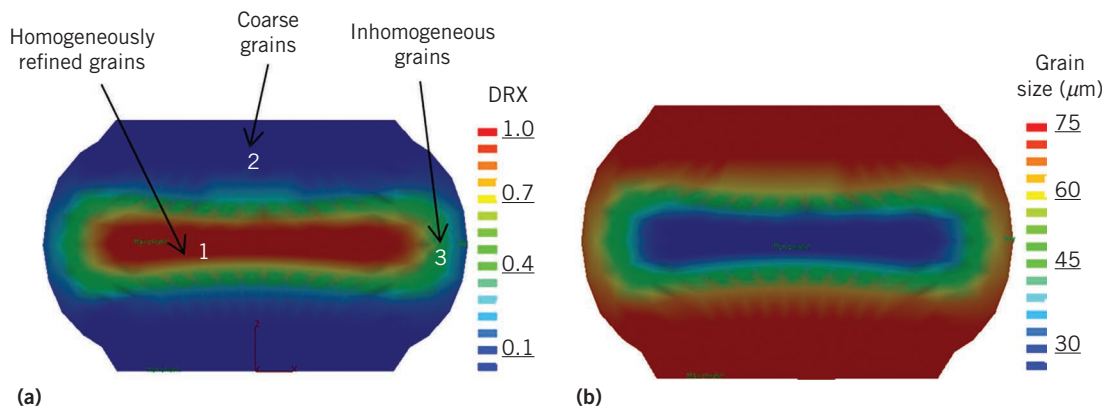 Homogeneously
refined grains
Coarse
grains
Inhomogeneous
grains
DRX
1.0
0.7
0.4
0.1
1
2
3
(a)
Grain
size (μm)
75
60
45
30
(b)